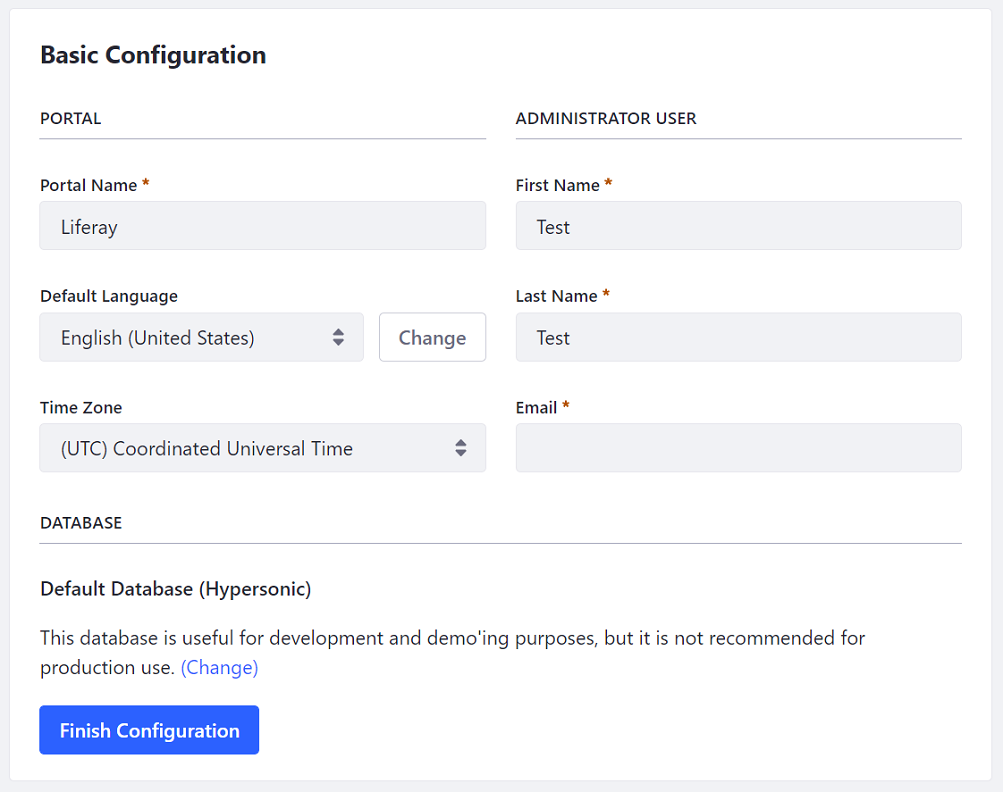 Basic Configuration
PORTAL
Portal Name *
Liferay
Default Language
English (United States)
Change
Time Zone
(UTC) Coordinated Universal Time
ADMINISTRATOR USER
First Name *
Test
Last Name *
Test
Email *
DATABASE
Default Database (Hypersonic)
This database is useful for development and demo'ing purposes, but it is not recommended for
production use. (Change)
Finish Configuration